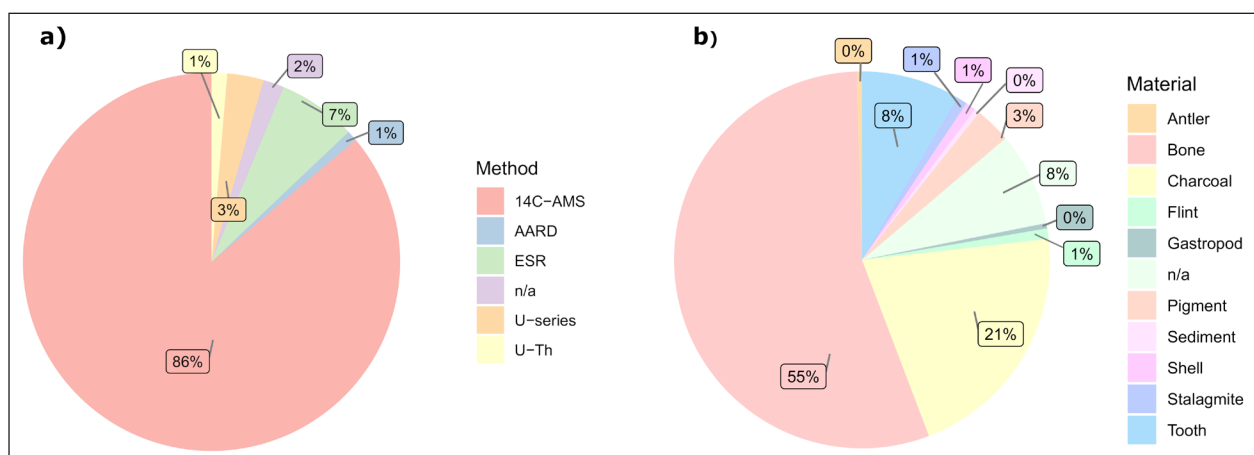 a)
1%
2%
7%
1%
3%
86%
Method
14C−AMS
AARD
ESR
n/a
U−series
U−Th
b)
0%
1%
1%
0%
8%
3%
8%
0%
1%
21%
55%
Material
Antler
Bone
Charcoal
Flint
Gastropod
n/a
Pigment
Sediment
Shell
Stalagmite
Tooth